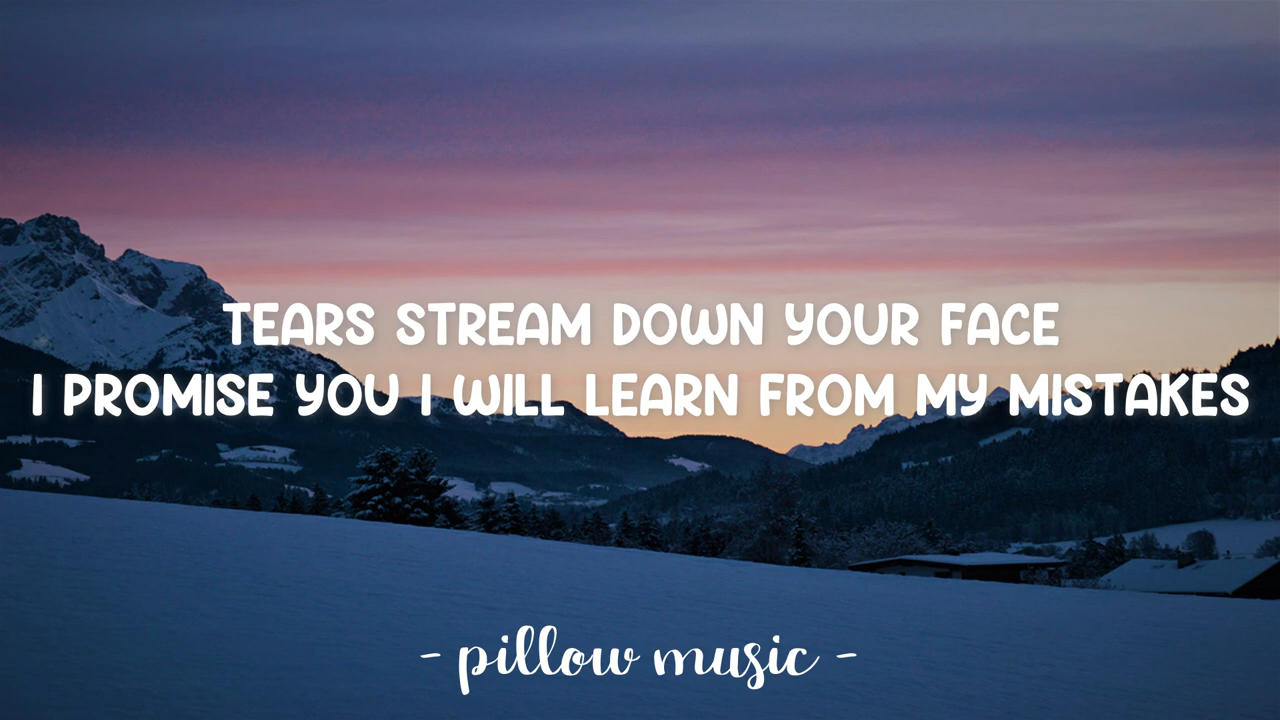 TEARS STREAM DOWN YOUR FACE
I PROMISE YOU I WILL LEARN FROM MY MISTAKES
- pillow music -